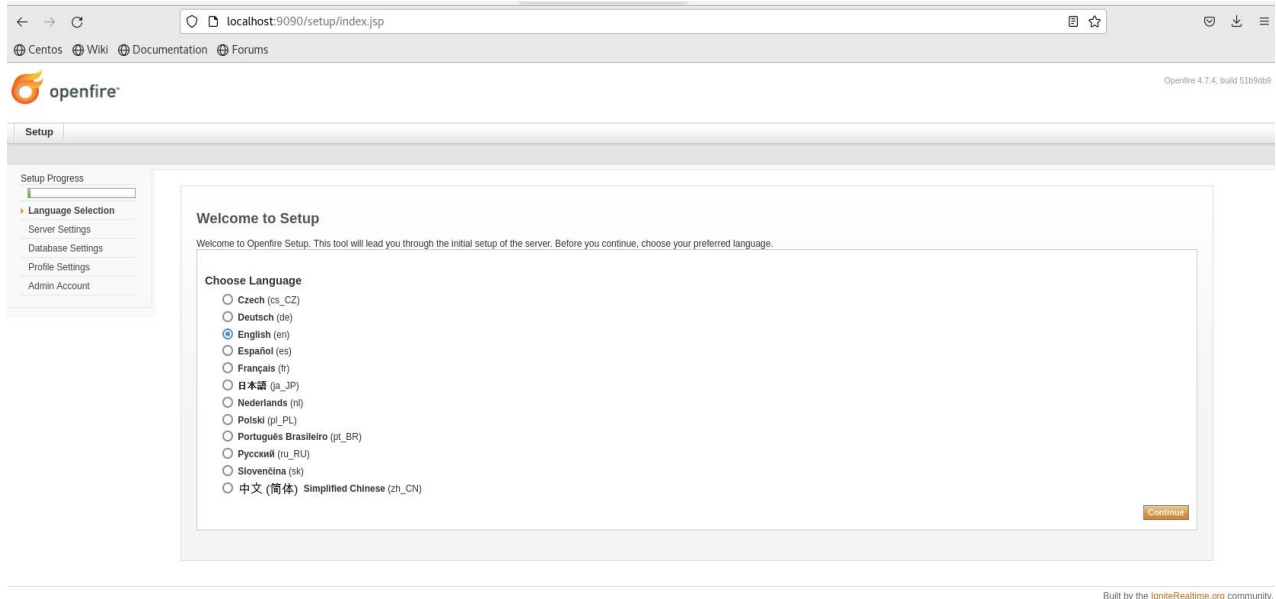 localhost:9090/setup/index.jsp
Centos Wiki Documentation Forums
openfire™
Openfire 4.7.4, build 51b9db9
Setup
Setup Progress
Language Selection
Server Settings
Database Settings
Profile Settings
Admin Account
Welcome to Setup
Welcome to Openfire Setup. This tool will lead you through the initial setup of the server. Before you continue, choose your preferred language.
Choose Language
Czech (cs_CZ)
Deutsch (de)
English (en)
Español (es)
Français (fr)
日本語 (ja_JP)
Nederlands (nl)
Polski (pl_PL)
Português Brasileiro (pt_BR)
Русский (ru_RU)
Slovenčina (sk)
中文 (简体) Simplified Chinese (zh_CN)
Continue
Built by the IgniteRealtime.org community.